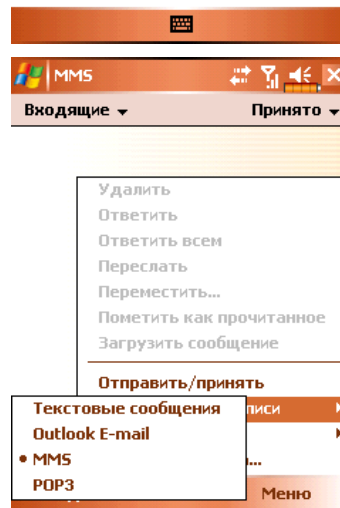 MMS
Входящие Принято
Удалить
Ответить
Ответить всем
Переслать
Переместить...
Пометить как прочитанное
Загрузить сообщение
Отправить/принять
Текстовые сообщения
Outlook E-mail
MMS
POP3
Меню